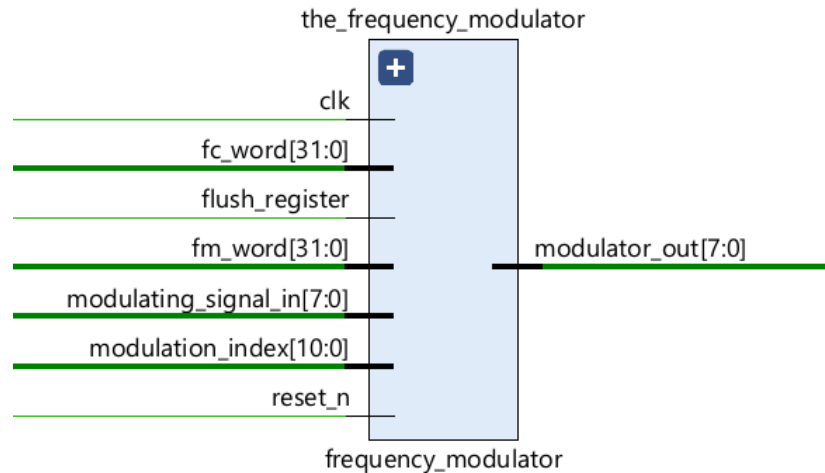 the_frequency_modulator
clk
fc_word[31:0]
flush_register
fm_word[31:0]
modulator_out[7:0]
modulating_signal_in[7:0]
modulation_index[10:0]
reset_n
frequency_modulator